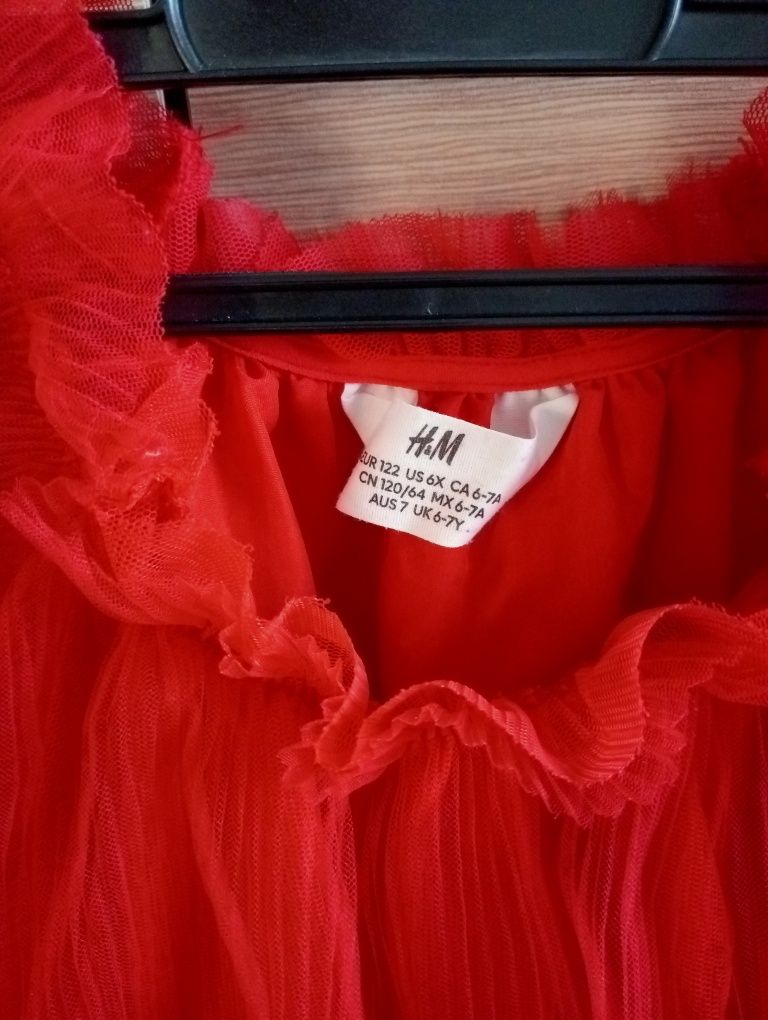 H&M
EUR 122 US 6X CA 6-7A
CN 120/64 MX 6-7A
AUS 7 UK 6-7Y